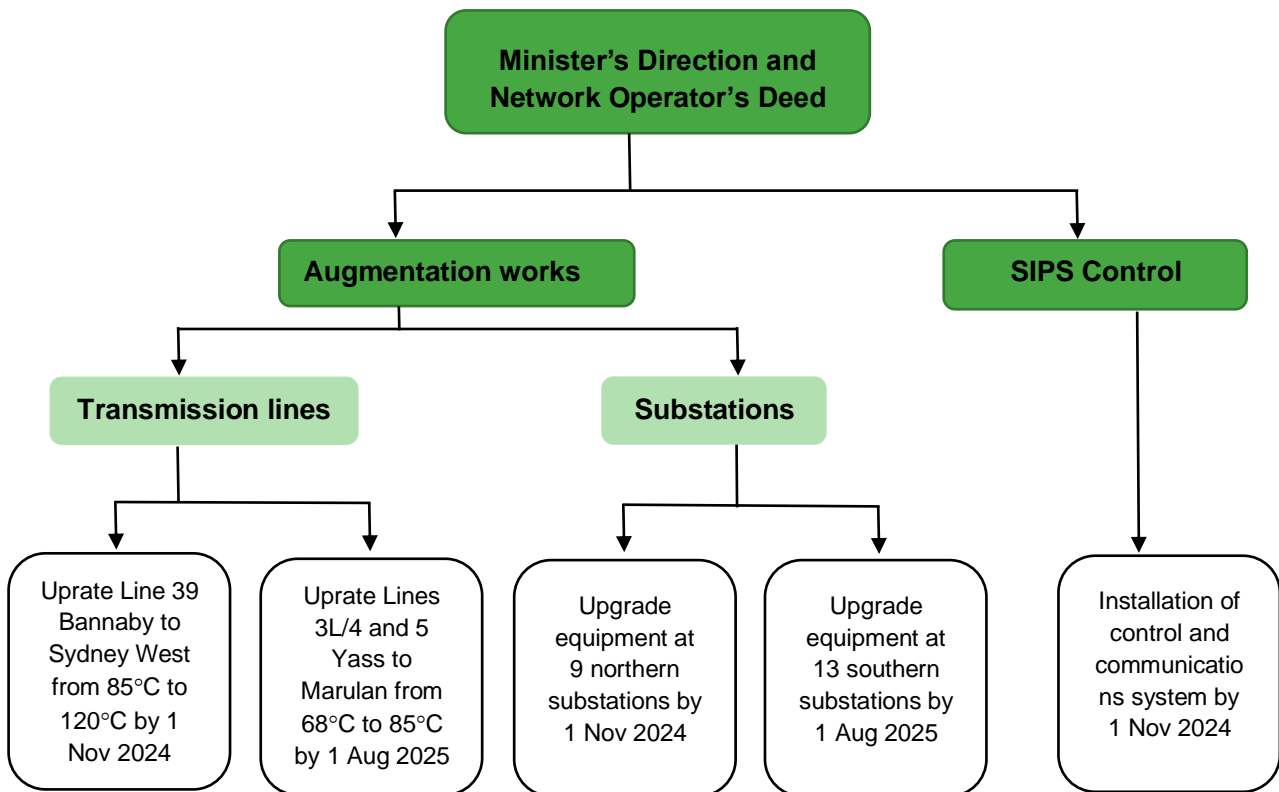 Minister’s Direction and
Network Operator’s Deed
Augmentation works
SIPS Control
Transmission lines
Substations
Uprate Line 39
Bannaby to
Sydney West
from 85°C to
120°C by 1
Nov 2024
Uprate Lines
3L/4 and 5
Yass to
Marulan from
68°C to 85°C
by 1 Aug 2025
Upgrade
equipment at
9 northern
substations by
1 Nov 2024
Upgrade
equipment at
13 southern
substations by
1 Aug 2025
Installation of
control and
communicatio
ns system by
1 Nov 2024